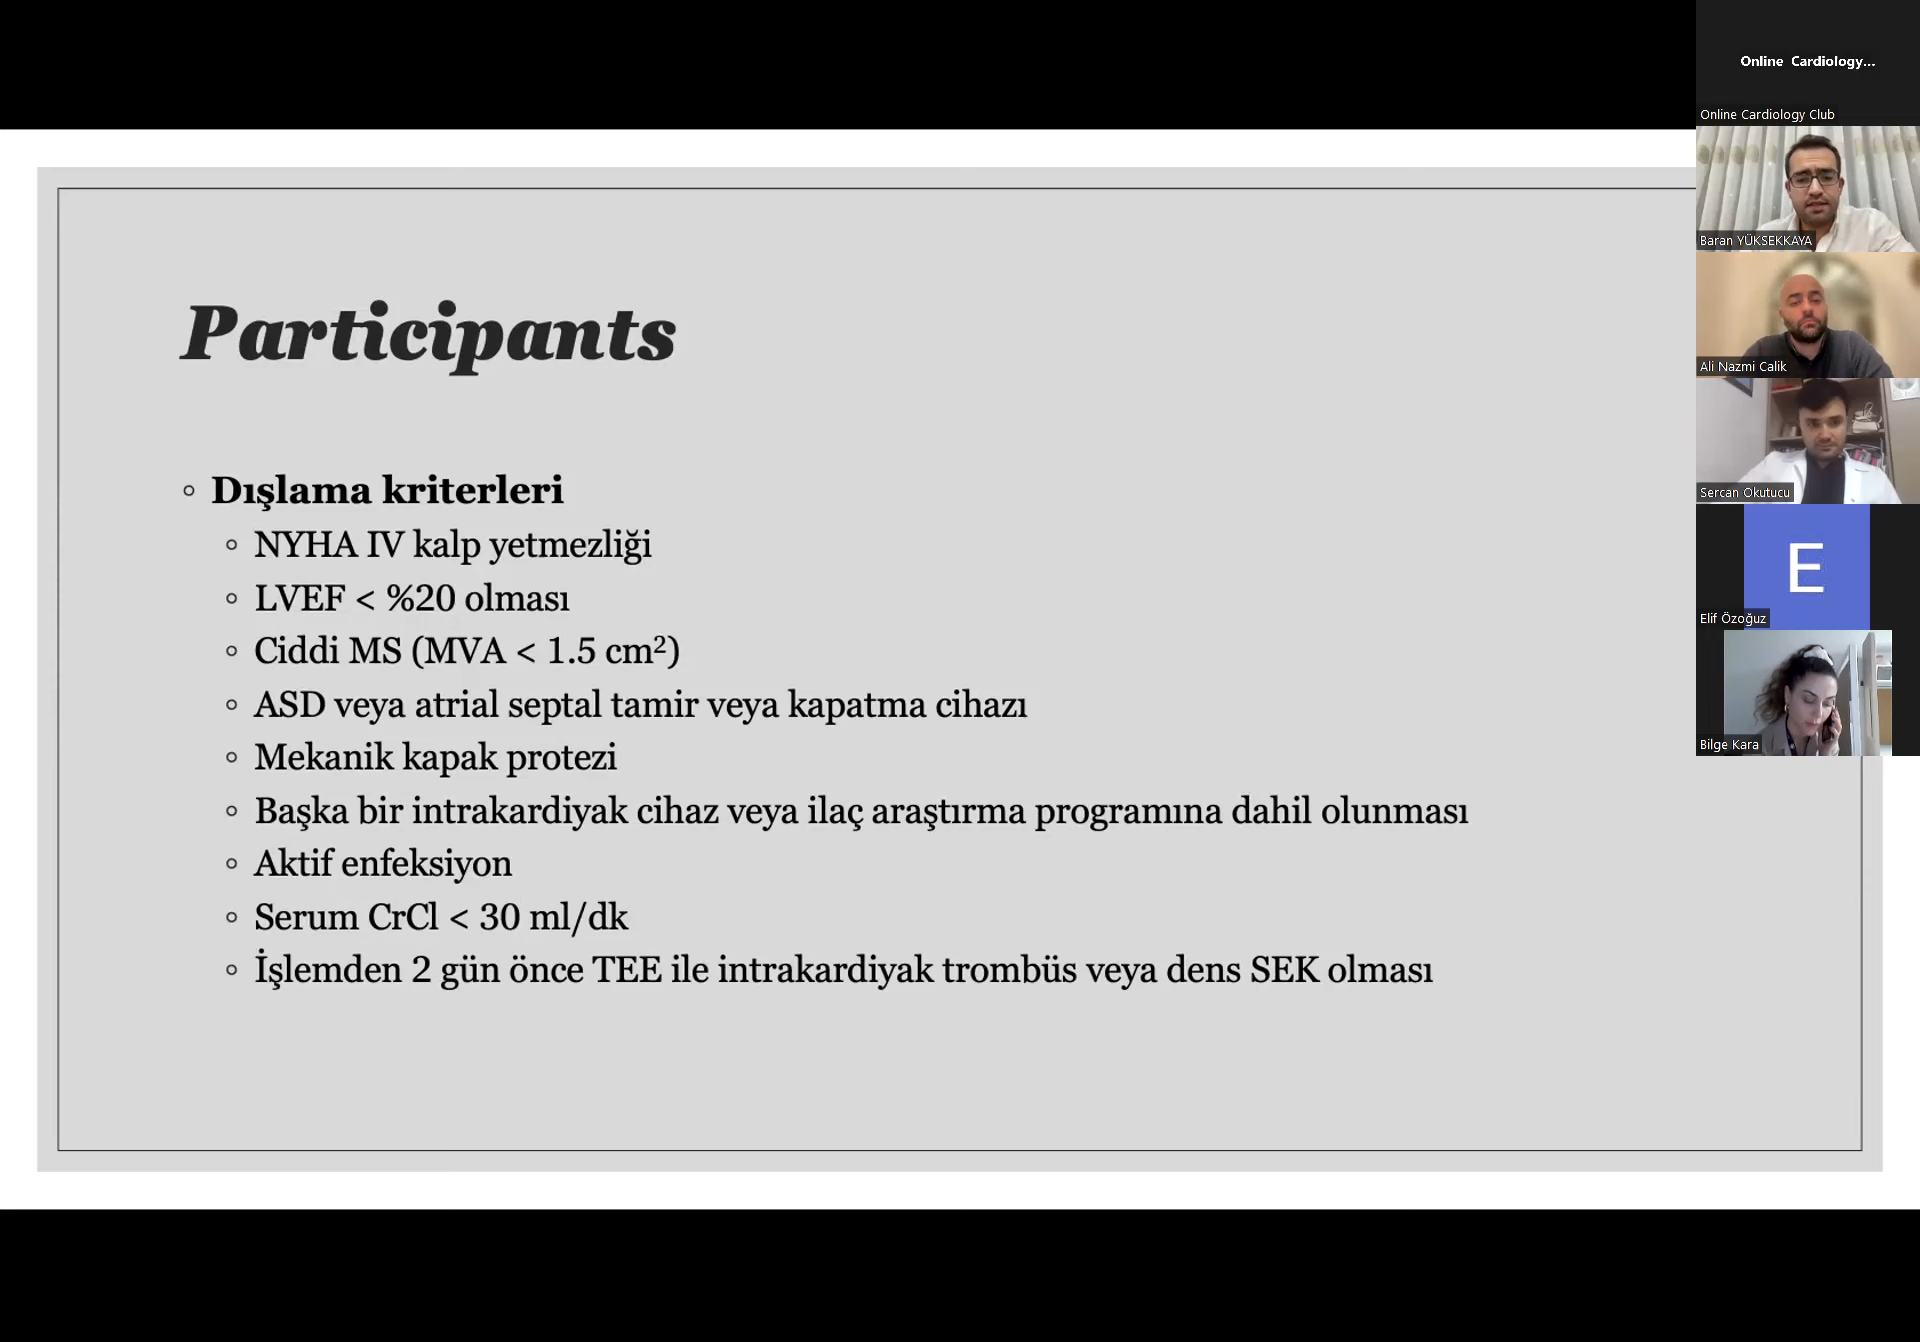 Participants
Dışlama kriterleri
NYHA IV kalp yetmezliği
LVEF < %20 olması
Ciddi MS (MVA < 1.5 cm²)
ASD veya atrial septal tamir veya kapatma cihazı
Mekanik kapak protezi
Başka bir intrakardiyak cihaz veya ilaç araştırma programına dahil olunması
Aktif enfeksiyon
Serum CrCl < 30 ml/dk
İşlemden 2 gün önce TEE ile intrakardiyak trombüs veya dens SEK olması
Online Cardiology...
Online Cardiology Club
Baran YÜKSEKKAYA
Ali Nazmi Calik
Sercan Okutucu
E
Elif Özoğuz
Bilge Kara